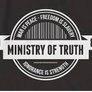 WAR IS PEACE · FREEDOM IS SLAVERY
MINISTRY OF TRUTH
IGNORANCE IS STRENGTH